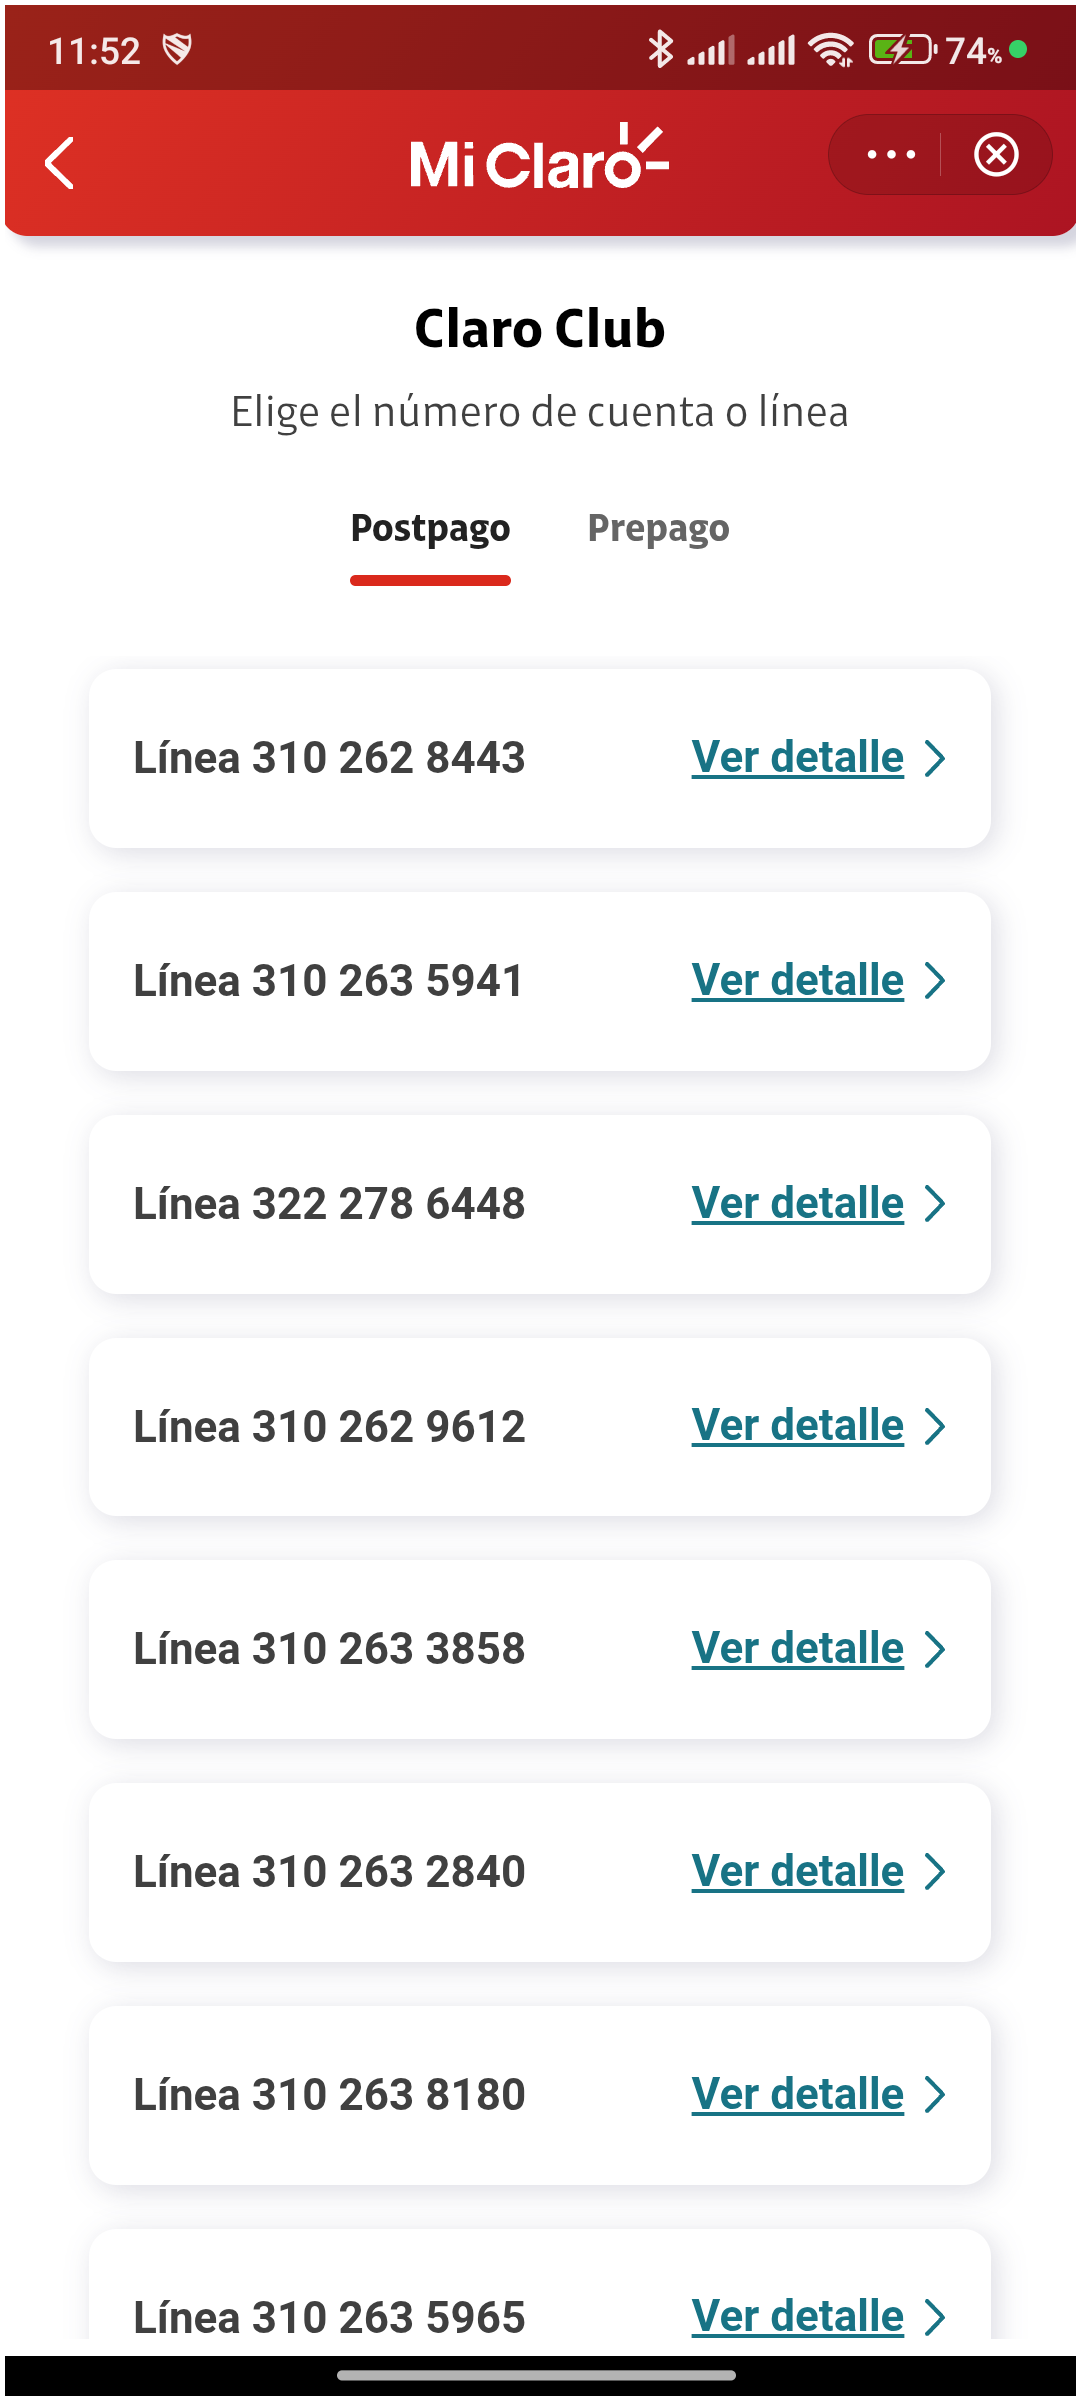 11:52 74%
Mi Claro
Claro Club
Elige el número de cuenta o línea
Postpago Prepago
Línea 310 262 8443 Ver detalle
Línea 310 263 5941 Ver detalle
Línea 322 278 6448 Ver detalle
Línea 310 262 9612 Ver detalle
Línea 310 263 3858 Ver detalle
Línea 310 263 2840 Ver detalle
Línea 310 263 8180 Ver detalle
Línea 310 263 5965 Ver detalle